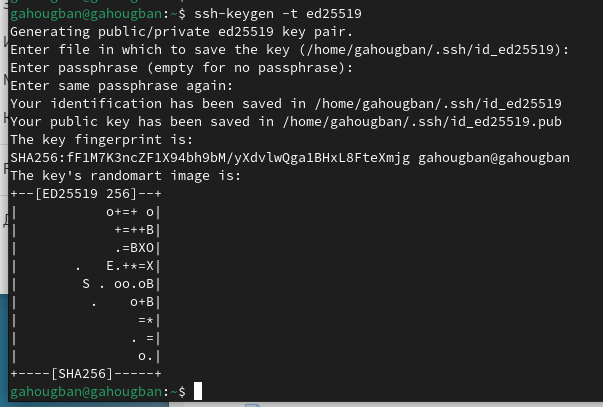 gahougban@gahougban:~$ ssh-keygen -t ed25519
Generating public/private ed25519 key pair.
Enter file in which to save the key (/home/gahougban/.ssh/id_ed25519):
Enter passphrase (empty for no passphrase):
Enter same passphrase again:
Your identification has been saved in /home/gahougban/.ssh/id_ed25519
Your public key has been saved in /home/gahougban/.ssh/id_ed25519.pub
The key fingerprint is:
SHA256:fF1M7K3ncZF1X94bh9bM/yXdvlwQga1BHxL8FteXmjg gahougban@gahougban
The key's randomart image is:
+--[ED25519 256]--+
|            o+=+ o|
|             +=++B|
|             .=BXO|
|        .   E.+*=X|
|         S . oo.oB|
|          .    o+B|
|                =*|
|               . =|
|                o.|
+----[SHA256]-----+
gahougban@gahougban:~$